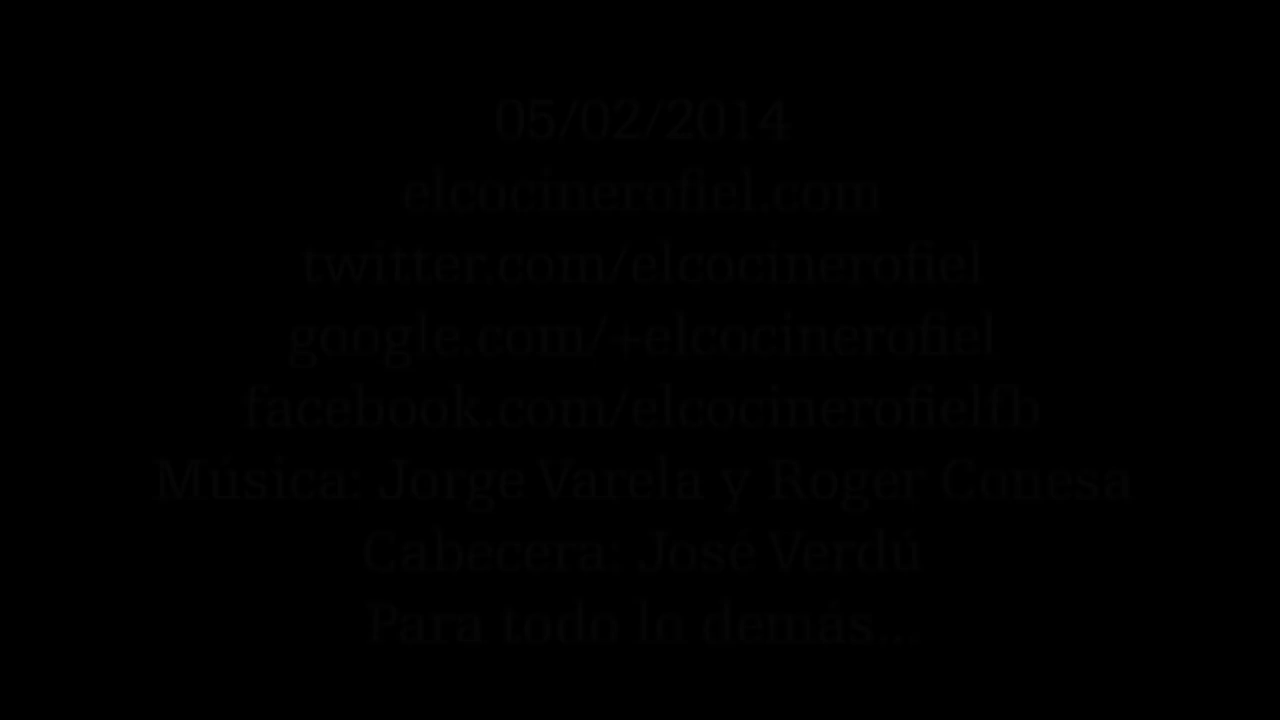 05/02/2014
elcocinerofiel.com
twitter.com/elcocinerofiel
google.com/+elcocinerofiel
facebook.com/elcocinerofielfb
Música: Jorge Varela y Roger Conesa
Cabecera: José Verdú
Para todo lo demás...